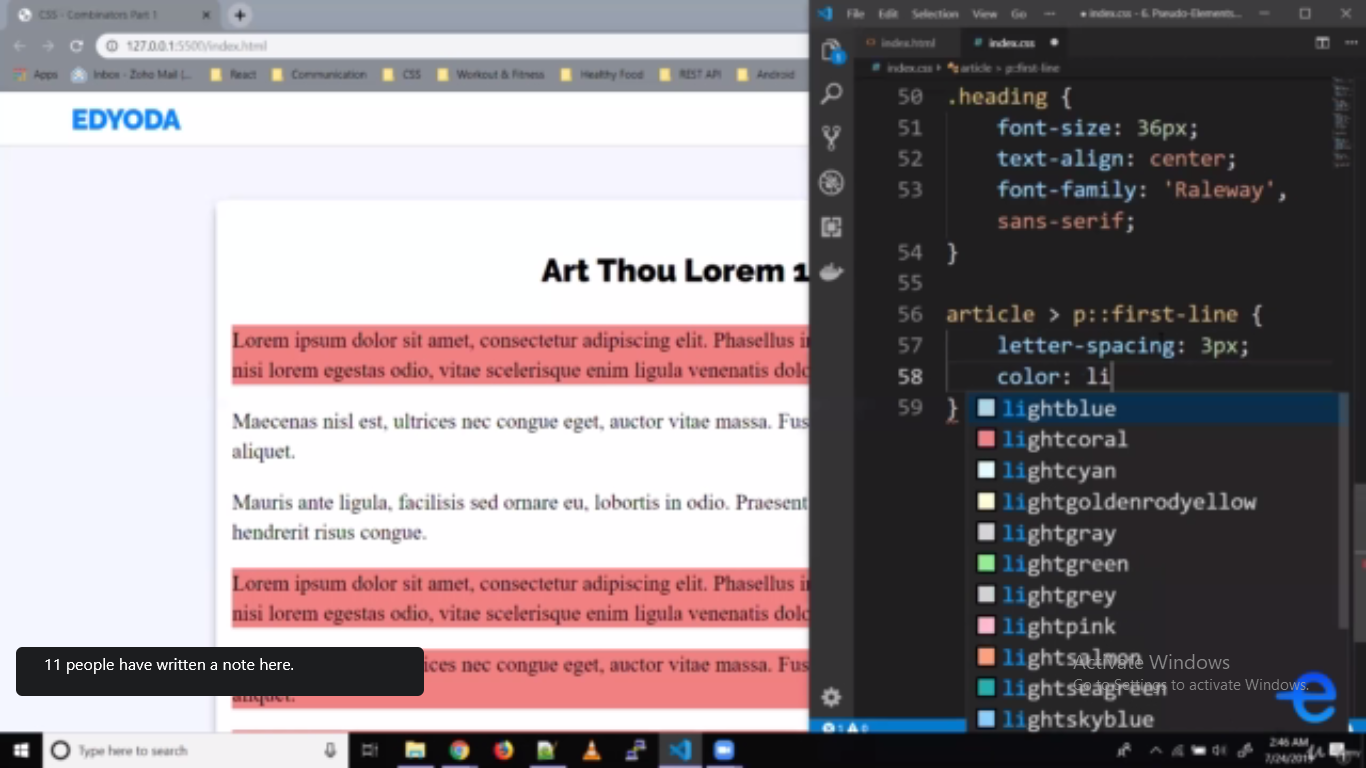 CSS - Combinators Part 1
127.0.0.1:5500/index.html
Apps
Inbox - Zoho Mail (...
React
Communication
CSS
Workout & Fitness
Healthy Food
REST API
Android
EDYODA
Art Thou Lorem 1
Lorem ipsum dolor sit amet, consectetur adipiscing elit. Phasellus i
nisi lorem egestas odio, vitae scelerisque enim ligula venenatis dolo
Maecenas nisl est, ultrices nec congue eget, auctor vitae massa. Fus
aliquet.
Mauris ante ligula, facilisis sed ornare eu, lobortis in odio. Praesent
hendrerit risus congue.
Lorem ipsum dolor sit amet, consectetur adipiscing elit. Phasellus i
nisi lorem egestas odio, vitae scelerisque enim ligula venenatis dolo
ices nec congue eget, auctor vitae massa. Fus
aliquet.
11 people have written a note here.
File Edit Selection View Go ··· ● index.css - 6. Pseudo-Elements...
index.html
index.css
index.css > article > p::first-line
50 .heading {
51 font-size: 36px;
52 text-align: center;
53 font-family: 'Raleway',
sans-serif;
54 }
55
56 article > p::first-line {
57 letter-spacing: 3px;
58 color: li
59 }
lightblue
lightcoral
lightcyan
lightgoldenrodyellow
lightgray
lightgreen
lightgrey
lightpink
lightsalmon
lightseagreen
lightskyblue
Activate Windows
Go to Settings to activate Windows.
Type here to search
2:46 AM